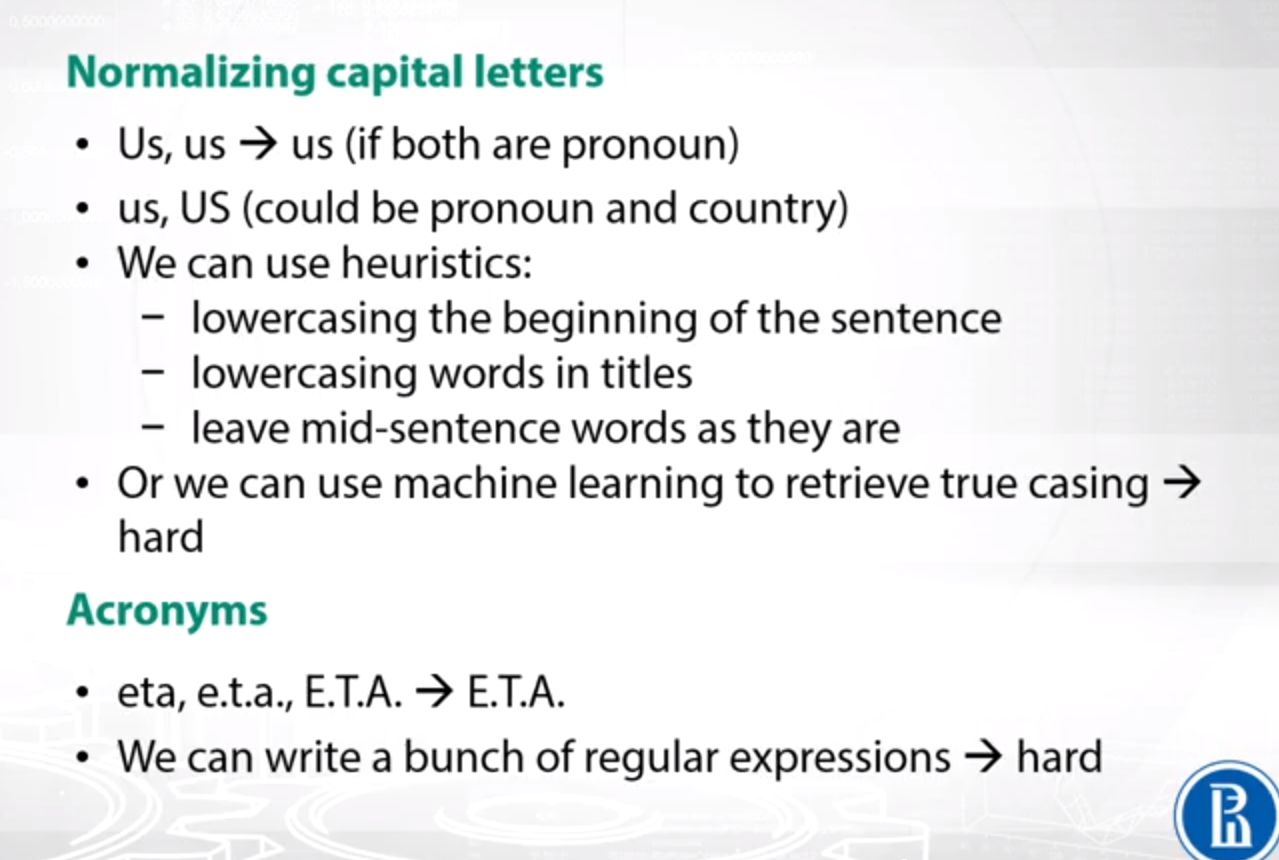 Normalizing capital letters
• Us, us → us (if both are pronoun)
• us, US (could be pronoun and country)
• We can use heuristics:
– lowercasing the beginning of the sentence
– lowercasing words in titles
– leave mid-sentence words as they are
• Or we can use machine learning to retrieve true casing →
hard
Acronyms
• eta, e.t.a., E.T.A. → E.T.A.
• We can write a bunch of regular expressions → hard